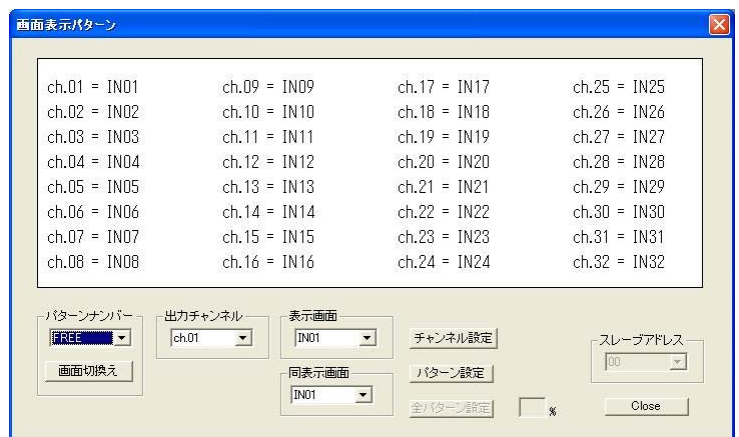 画面表示パターン
ch.01 = IN01 ch.09 = IN09 ch.17 = IN17 ch.25 = IN25
ch.02 = IN02 ch.10 = IN10 ch.18 = IN18 ch.26 = IN26
ch.03 = IN03 ch.11 = IN11 ch.19 = IN19 ch.27 = IN27
ch.04 = IN04 ch.12 = IN12 ch.20 = IN20 ch.28 = IN28
ch.05 = IN05 ch.13 = IN13 ch.21 = IN21 ch.29 = IN29
ch.06 = IN06 ch.14 = IN14 ch.22 = IN22 ch.30 = IN30
ch.07 = IN07 ch.15 = IN15 ch.23 = IN23 ch.31 = IN31
ch.08 = IN08 ch.16 = IN16 ch.24 = IN24 ch.32 = IN32
パターンナンバー 出力チャンネル 表示画面
FREE ch.01 IN01 チャンネル設定 スレーブアドレス
00
画面切換え 同表示画面 パターン設定
IN01 全パターン設定 % Close